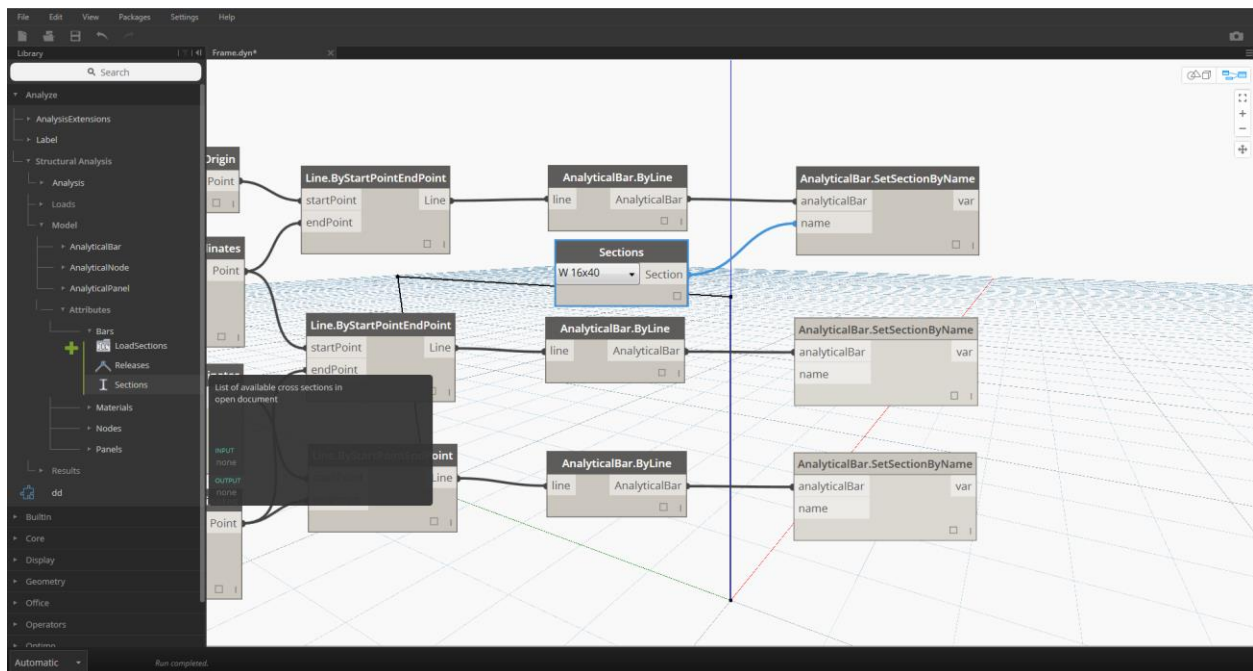 File Edit View Packages Settings Help
Library
Frame.dyn*
Search
Analyze
AnalysisExtensions
Label
Structural Analysis
Analysis
Loads
Model
AnalyticalBar
AnalyticalNode
AnalyticalPanel
Attributes
Bars
LoadSections
Releases
Sections
Materials
Nodes
Panels
Results
dd
BuiltIn
Core
Display
Geometry
Office
Operators
Optimo
Automatic
Run completed.
Origin
Point
inates
Point
inates
Point
Line.ByStartPointEndPoint
startPoint Line
endPoint
AnalyticalBar.ByLine
line AnalyticalBar
AnalyticalBar.SetSectionByName
analyticalBar var
name
Sections
W 16x40 Section
Line.ByStartPointEndPoint
startPoint Line
endPoint
AnalyticalBar.ByLine
line AnalyticalBar
AnalyticalBar.SetSectionByName
analyticalBar var
name
List of available cross sections in
open document
INPUT
none
OUTPUT
none
Line.ByStartPointEndPoint
Line
AnalyticalBar.ByLine
line AnalyticalBar
AnalyticalBar.SetSectionByName
analyticalBar var
name